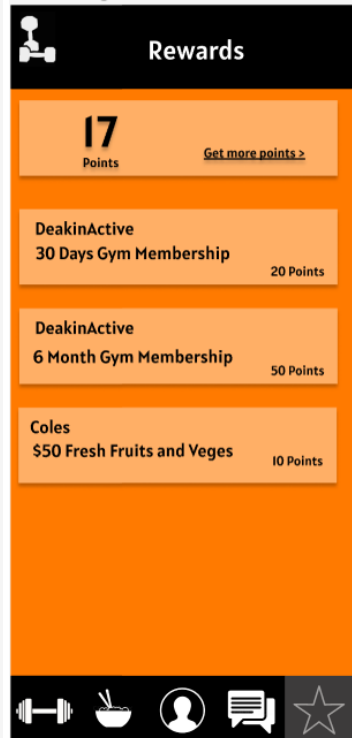 Rewards
17
Points
Get more points >
DeakinActive
30 Days Gym Membership
20 Points
DeakinActive
6 Month Gym Membership
50 Points
Coles
$50 Fresh Fruits and Veges
10 Points